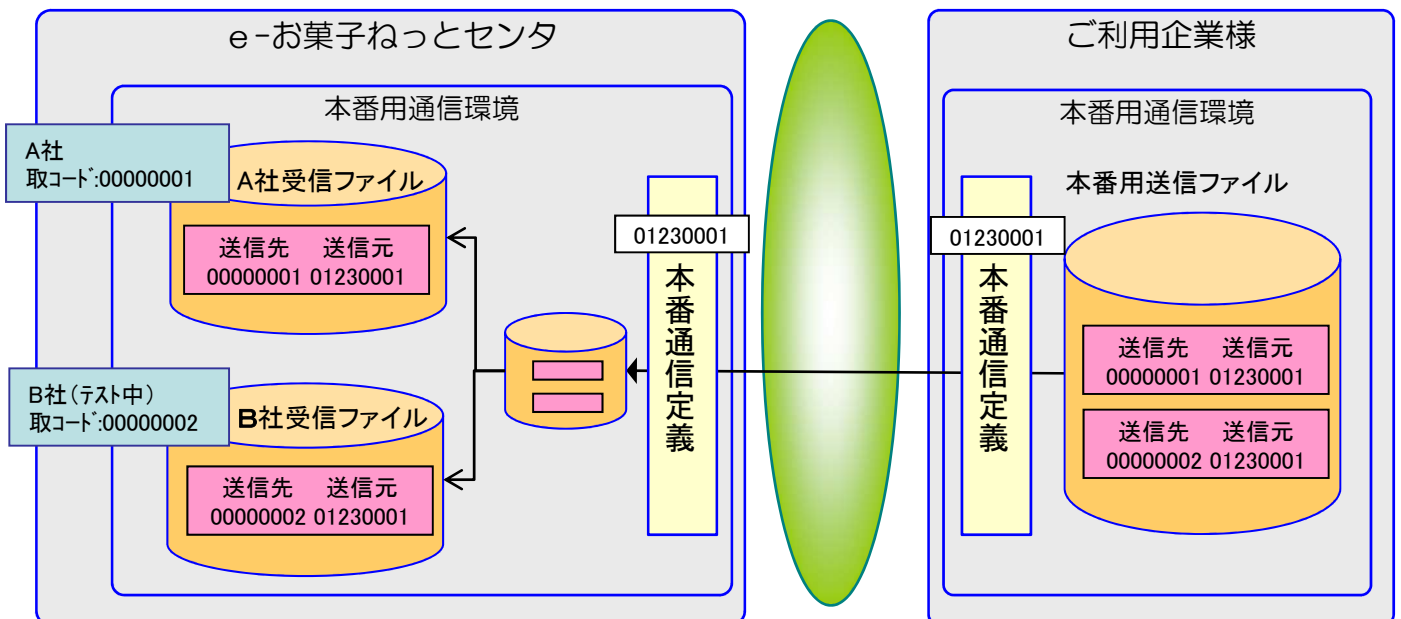 e-お菓子ねっとセンタ
本番用通信環境
A社
取コード:00000001
A社受信ファイル
送信先 送信元
00000001 01230001
B社(テスト中)
取コード:00000002
B社受信ファイル
送信先 送信元
00000002 01230001
01230001
本番通信定義
ご利用企業様
本番用通信環境
01230001
本番通信定義
本番用送信ファイル
送信先 送信元
00000001 01230001
送信先 送信元
00000002 01230001